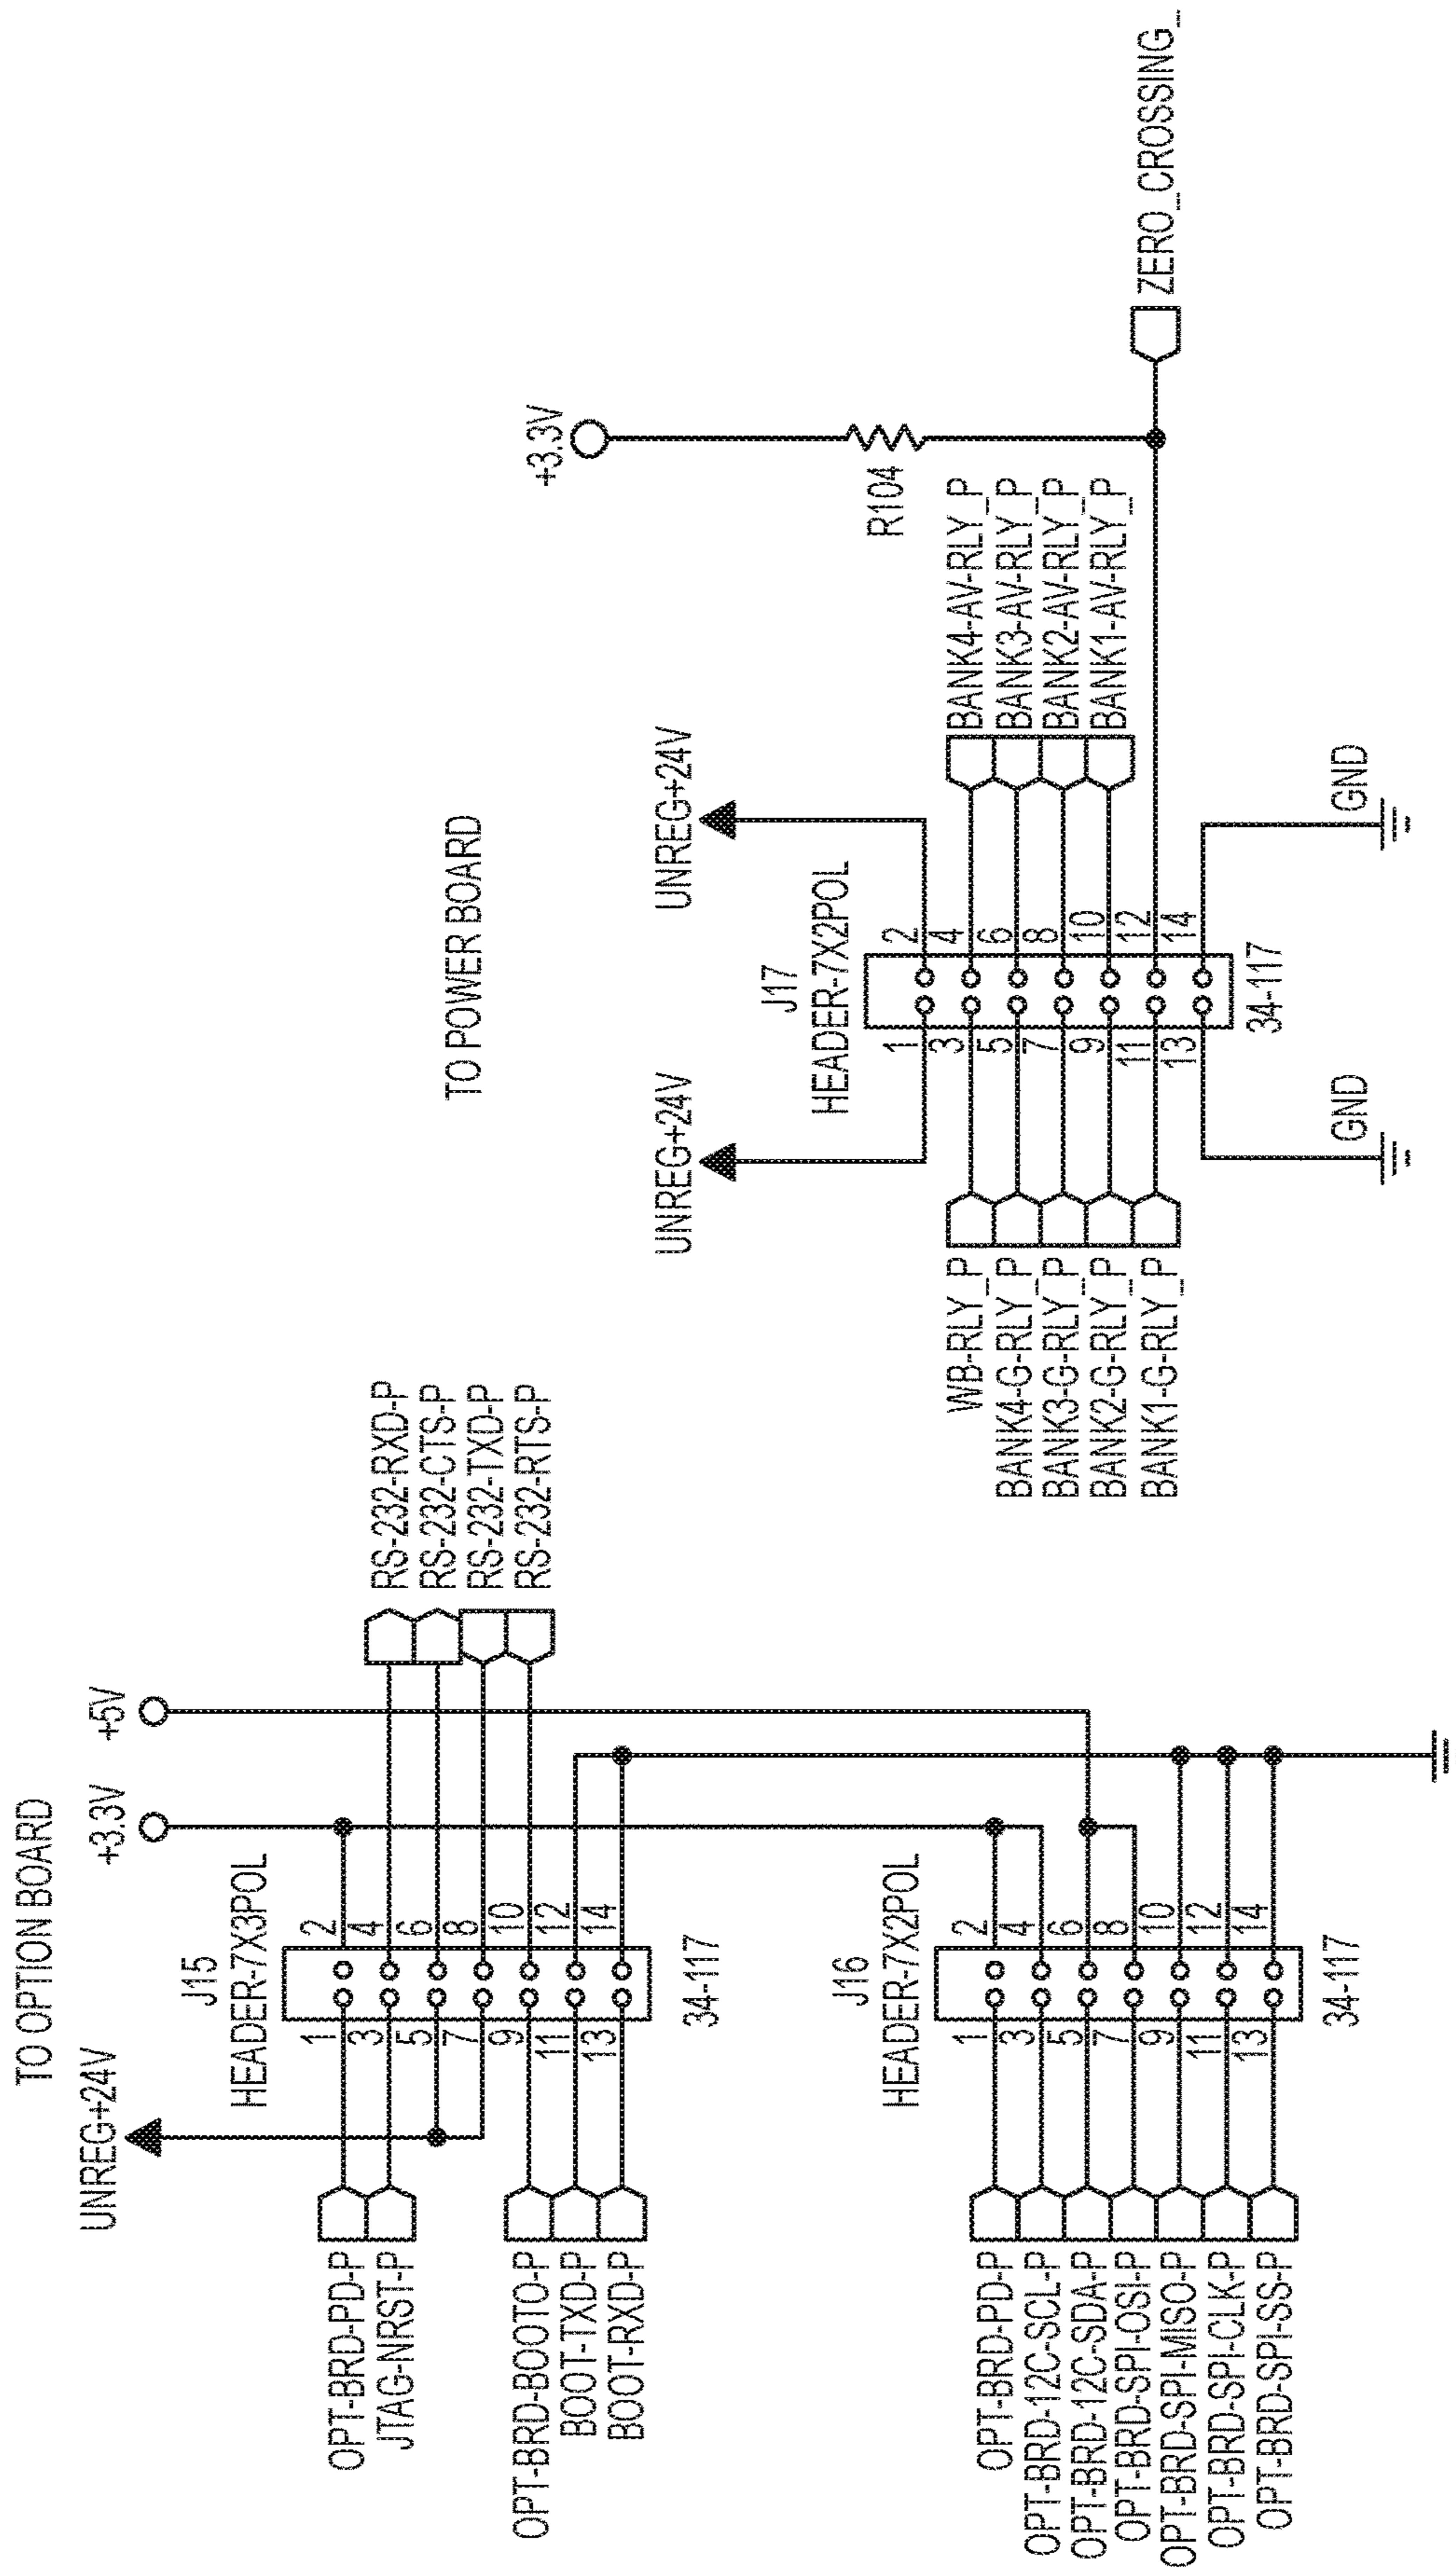 TO OPTION BOARD
UNREG+24V
+3.3V
+5V
J15
HEADER-7X3POL
OPT-BRD-PD-P
JTAG-NRST-P
OPT-BRD-BOOTO-P
BOOT-TXD-P
BOOT-RXD-P
1
3
5
7
9
11
13
2
4
6
8
10
12
14
RS-232-RXD-P
RS-232-CTS-P
RS-232-TXD-P
RS-232-RTS-P
34-117
J16
HEADER-7X2POL
OPT-BRD-PD-P
OPT-BRD-12C-SCL-P
OPT-BRD-12C-SDA-P
OPT-BRD-SPI-OSI-P
OPT-BRD-SPI-MISO-P
OPT-BRD-SPI-CLK-P
OPT-BRD-SPI-SS-P
1
3
5
7
9
11
13
2
4
6
8
10
12
14
34-117
TO POWER BOARD
UNREG+24V
UNREG+24V
J17
HEADER-7X2POL
WB-RLY_P
BANK4-G-RLY_P
BANK3-G-RLY_P
BANK2-G-RLY_P
BANK1-G-RLY_P
1
3
5
7
9
11
13
2
4
6
8
10
12
14
BANK4-AV-RLY_P
BANK3-AV-RLY_P
BANK2-AV-RLY_P
BANK1-AV-RLY_P
34-117
GND
GND
+3.3V
R104
ZERO_CROSSING_